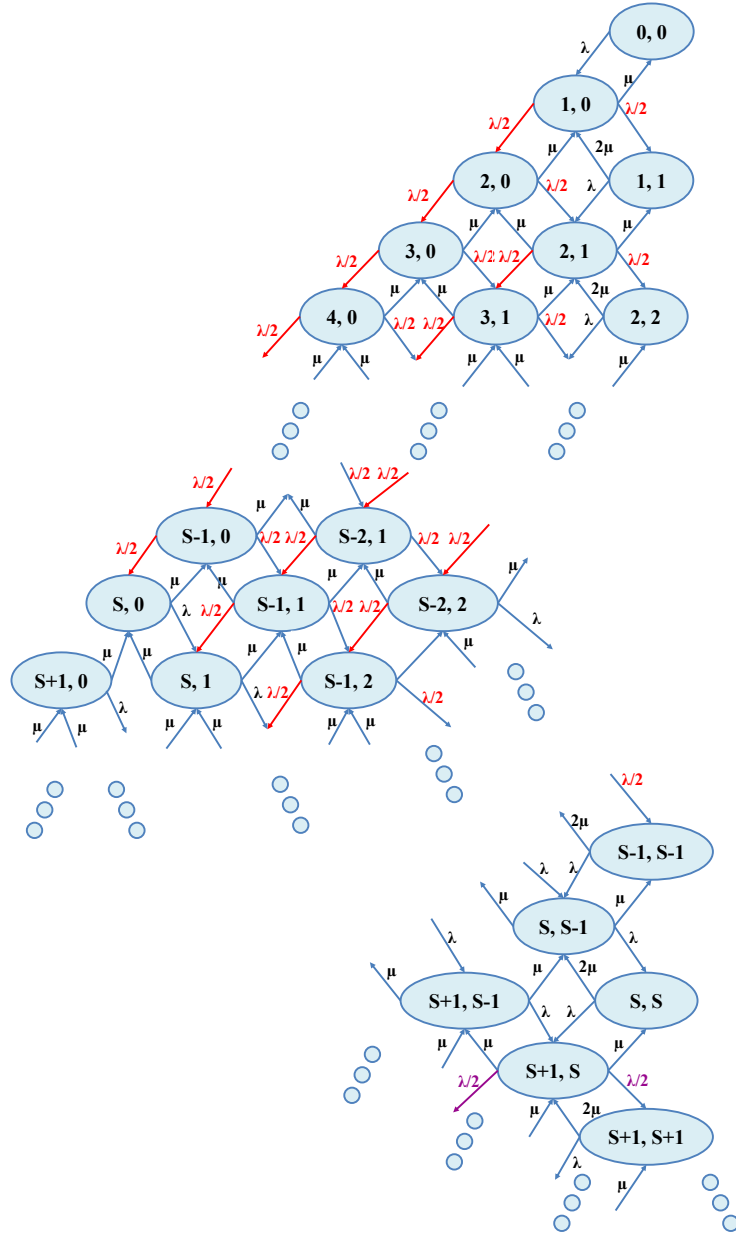 0, 0
λ
μ
1, 0
λ/2
λ/2
μ
2μ
2, 0
λ/2
λ
1, 1
λ/2
μ
μ
μ
3, 0
λ/2
λ/2
2, 1
λ/2
λ/2
μ
μ
μ
2μ
4, 0
3, 1
2, 2
λ/2
λ/2
λ/2
λ/2
λ
μ
μ
μ
μ
μ
λ/2
λ/2
λ/2
μ
μ
S-1, 0
λ/2
λ/2
S-2, 1
λ/2
λ/2
λ/2
μ
μ
μ
μ
μ
S, 0
λ
λ/2
S-1, 1
λ/2
λ/2
S-2, 2
λ
μ
μ
μ
μ
μ
S+1, 0
S, 1
S-1, 2
λ
λ
λ/2
λ/2
μ
μ
μ
μ
μ
μ
λ/2
2μ
S-1, S-1
λ
λ
μ
μ
S, S-1
λ
λ
μ
μ
2μ
S+1, S-1
λ
λ
S, S
μ
μ
μ
S+1, S
λ/2
λ/2
μ
2μ
S+1, S+1
λ
μ